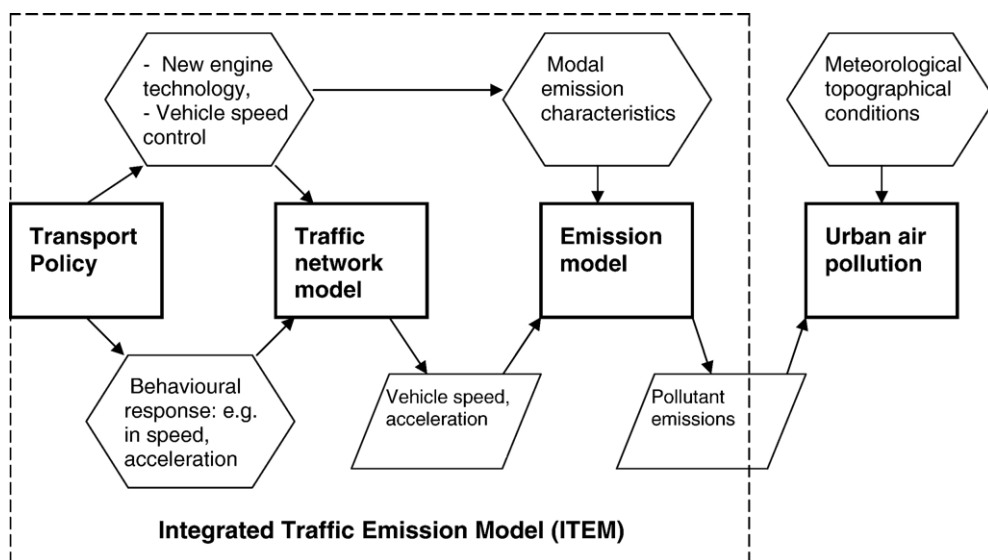 - New engine
technology,
- Vehicle speed
control
Modal
emission
characteristics
Meteorological
topographical
conditions
Transport
Policy
Traffic
network
model
Emission
model
Urban air
pollution
Behavioural
response: e.g.
in speed,
acceleration
Vehicle speed,
acceleration
Pollutant
emissions
Integrated Traffic Emission Model (ITEM)